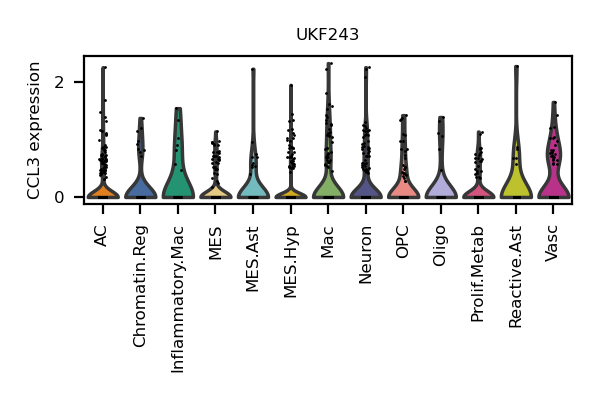 UKF243
CCL3 expression
2
0
AC
Chromatin.Reg
Inflammatory.Mac
MES
MES.Ast
MES.Hyp
Mac
Neuron
OPC
Oligo
Prolif.Metab
Reactive.Ast
Vasc